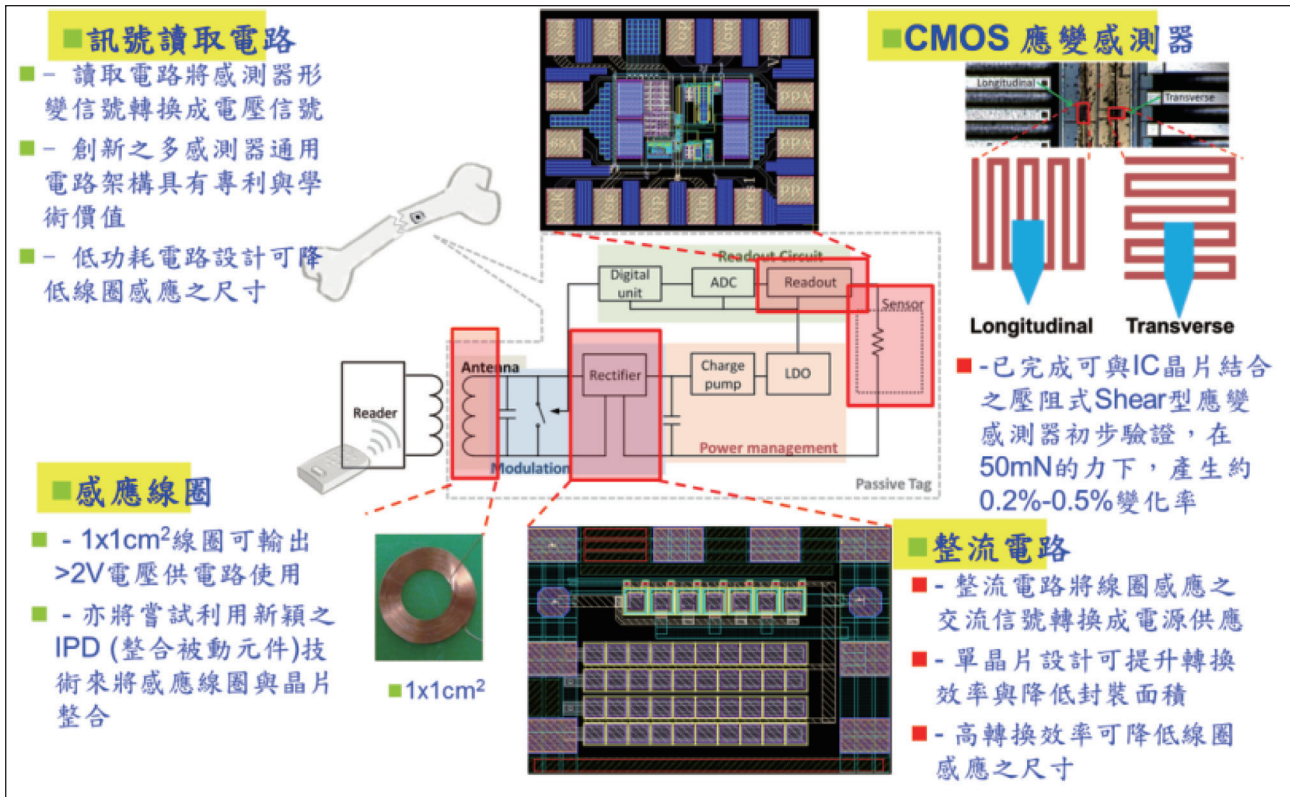 ■訊號讀取電路
■ - 讀取電路將感測器形
變信號轉換成電壓信號
■ - 創新之多感測器通用
電路架構具有專利與學
術價值
■ - 低功耗電路設計可降
低線圈感應之尺寸
■CMOS 應變感測器
Longitudinal
Transverse
Longitudinal
Transverse
■ -已完成可與IC晶片結合
之壓阻式Shear型應變
感測器初步驗證，在
50mN的力下，產生約
0.2%-0.5%變化率
Readout Circuit
Digital
unit
ADC
Readout
Sensor
Antenna
Rectifier
Charge
pump
LDO
Reader
Modulation
Power management
Passive Tag
■感應線圈
■ - 1x1cm²線圈可輸出
>2V電壓供電路使用
■ - 亦將嘗試利用新穎之
IPD (整合被動元件)技
術來將感應線圈與晶片
整合
■1x1cm²
■整流電路
■ - 整流電路將線圈感應之
交流信號轉換成電源供應
■ - 單晶片設計可提升轉換
效率與降低封裝面積
■ - 高轉換效率可降低線圈
感應之尺寸